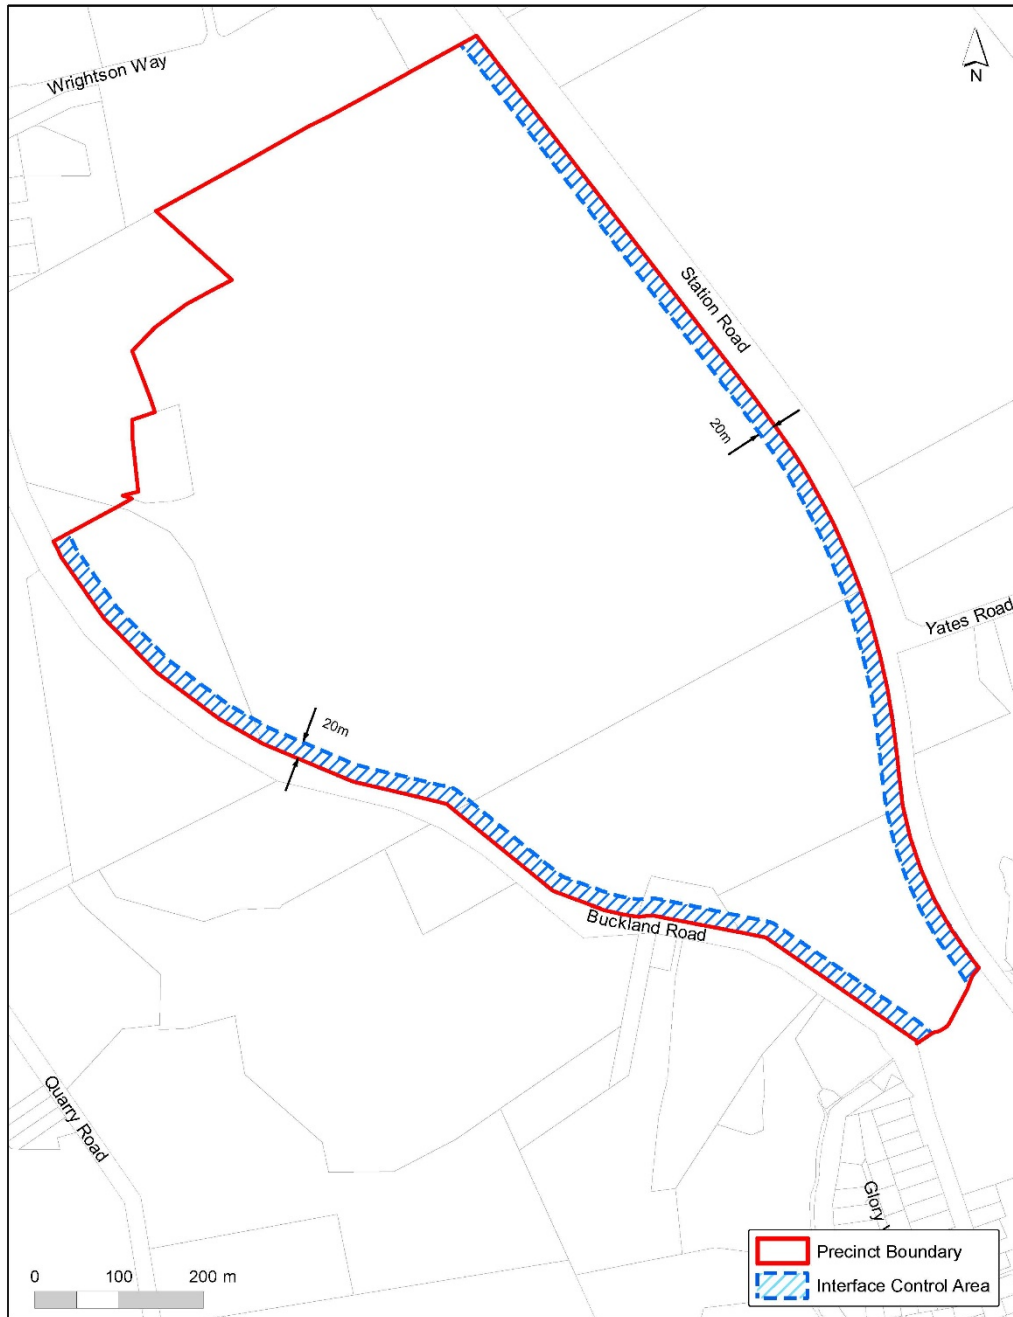 Wrightson Way
N
Station Road
20m
Yates Road
20m
Buckland Road
Quarry Road
Glory
Precinct Boundary
Interface Control Area
0 100 200 m